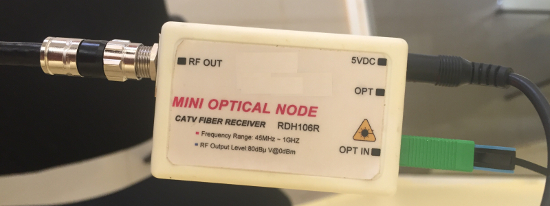 RF OUT
5VDC
OPT
MINI OPTICAL NODE
CATV FIBER RECEIVER RDH106R
Frequency Range: 45MHz ~ 1GHZ
RF Output Level:80dBµ V@0dBm
OPT IN